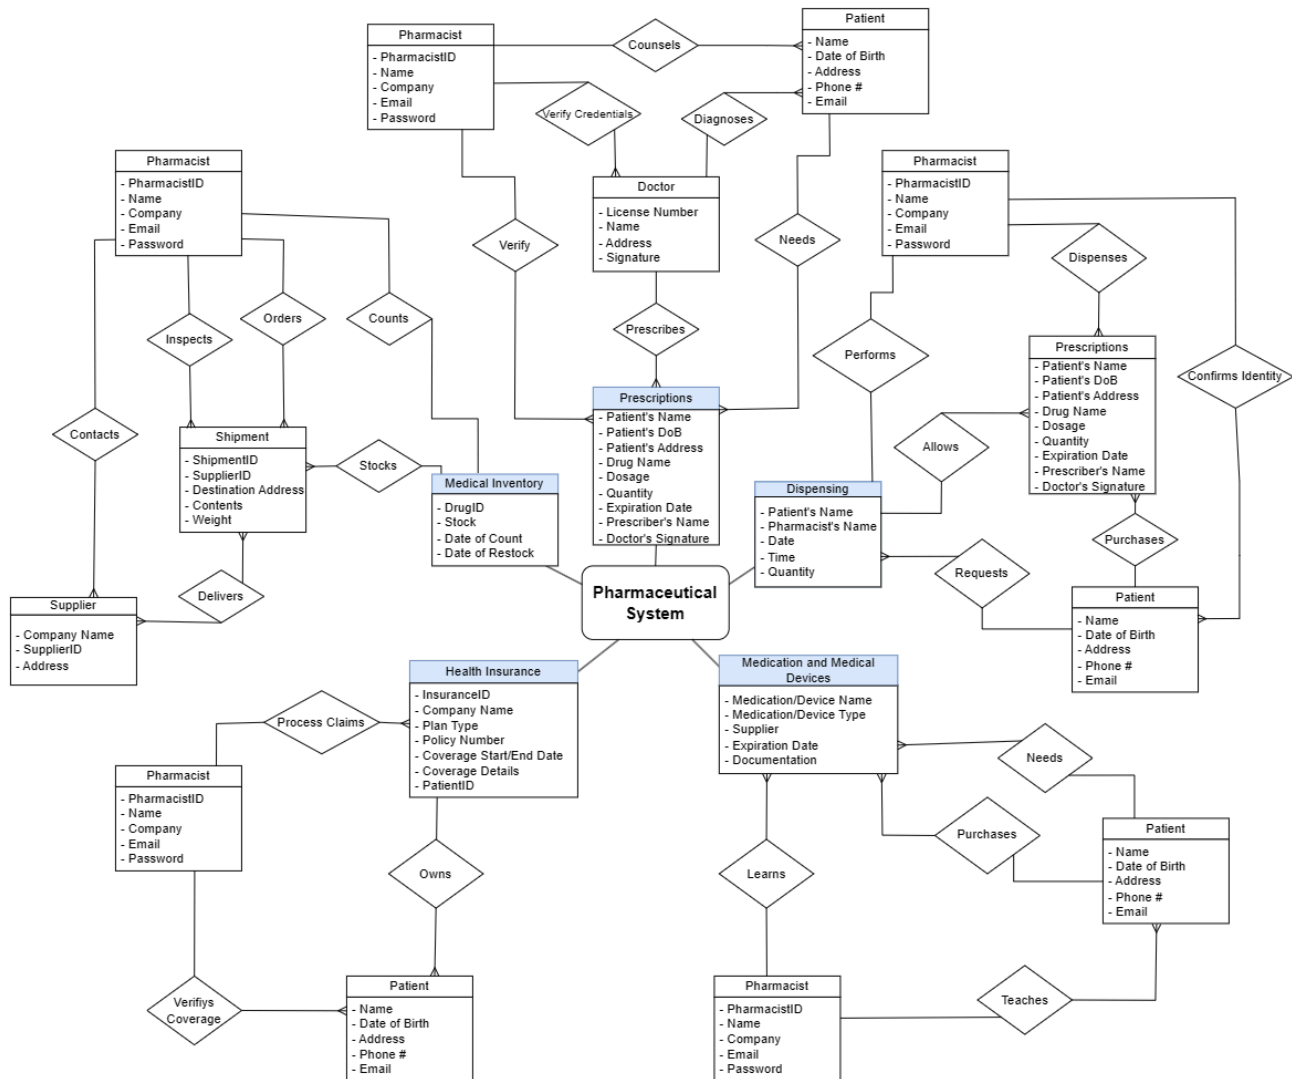 Pharmacist
- PharmacistID
- Name
- Company
- Email
- Password
Counsels
Patient
- Name
- Date of Birth
- Address
- Phone #
- Email
Verify Credentials
Diagnoses
Pharmacist
- PharmacistID
- Name
- Company
- Email
- Password
Doctor
- License Number
- Name
- Address
- Signature
Pharmacist
- PharmacistID
- Name
- Company
- Email
- Password
Verify
Needs
Dispenses
Inspects
Orders
Counts
Prescribes
Performs
Confirms Identity
Prescriptions
- Patient's Name
- Patient's DoB
- Patient's Address
- Drug Name
- Dosage
- Quantity
- Expiration Date
- Prescriber's Name
- Doctor's Signature
Prescriptions
- Patient's Name
- Patient's DoB
- Patient's Address
- Drug Name
- Dosage
- Quantity
- Expiration Date
- Prescriber's Name
- Doctor's Signature
Contacts
Shipment
- ShipmentID
- SupplierID
- Destination Address
- Contents
- Weight
Stocks
Allows
Medical Inventory
- DrugID
- Stock
- Date of Count
- Date of Restock
Dispensing
- Patient's Name
- Pharmacist's Name
- Date
- Time
- Quantity
Purchases
Requests
Delivers
Supplier
- Company Name
- SupplierID
- Address
Pharmaceutical
System
Patient
- Name
- Date of Birth
- Address
- Phone #
- Email
Health Insurance
- InsuranceID
- Company Name
- Plan Type
- Policy Number
- Coverage Start/End Date
- Coverage Details
- PatientID
Medication and Medical
Devices
- Medication/Device Name
- Medication/Device Type
- Supplier
- Expiration Date
- Documentation
Process Claims
Needs
Pharmacist
- PharmacistID
- Name
- Company
- Email
- Password
Purchases
Patient
- Name
- Date of Birth
- Address
- Phone #
- Email
Owns
Learns
Verifiys
Coverage
Patient
- Name
- Date of Birth
- Address
- Phone #
- Email
Pharmacist
- PharmacistID
- Name
- Company
- Email
- Password
Teaches